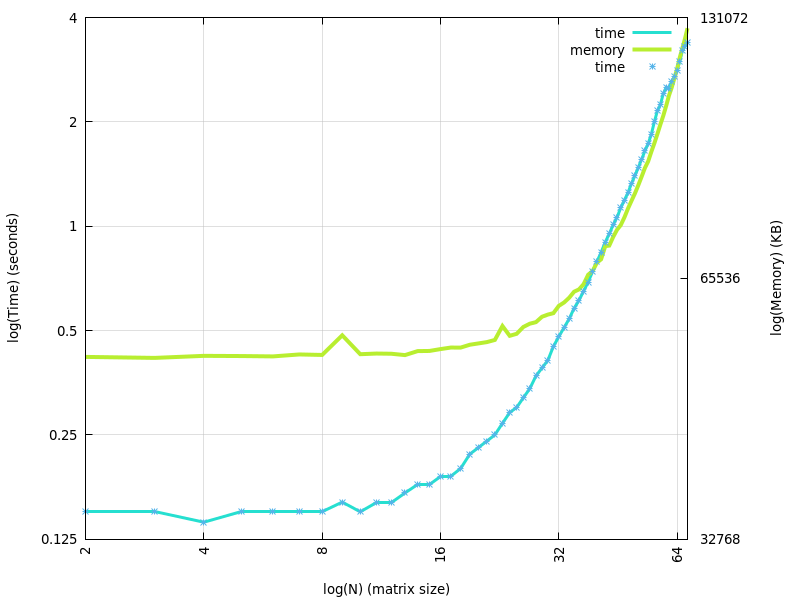 4
2
1
0.5
0.25
0.125
log(Time) (seconds)
time
memory
time
131072
65536
32768
log(Memory) (KB)
2
4
8
16
32
64
log(N) (matrix size)